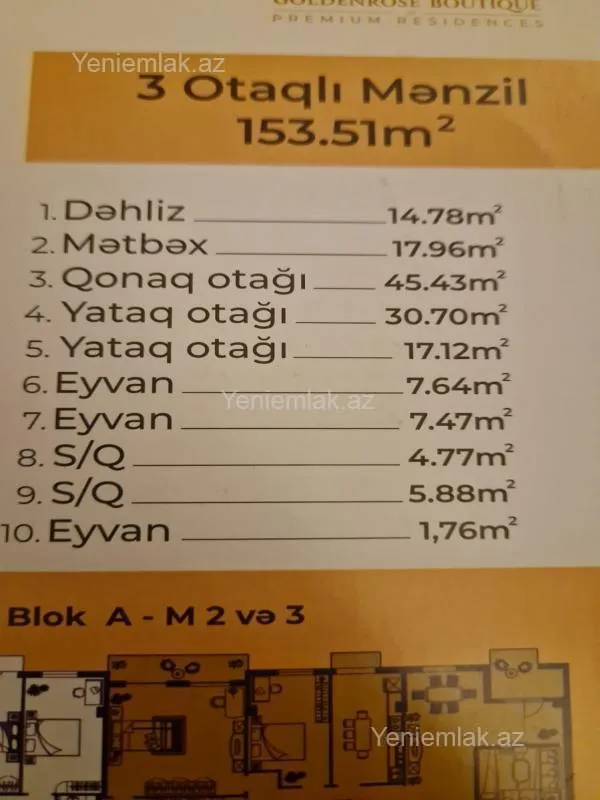 GOLDENROSE BOUTIQUE
PREMIUM RESIDENCES
Yeniemlak.az
3 Otaqlı Mənzil
153.51m²
1. Dəhliz 14.78m²
2. Mətbəx 17.96m²
3. Qonaq otağı 45.43m²
4. Yataq otağı 30.70m²
5. Yataq otağı 17.12m²
6. Eyvan 7.64m²
Yeniemlak.az
7. Eyvan 7.47m²
8. S/Q 4.77m²
9. S/Q 5.88m²
10. Eyvan 1,76m²
Blok A - M 2 və 3
Yeniemlak.az